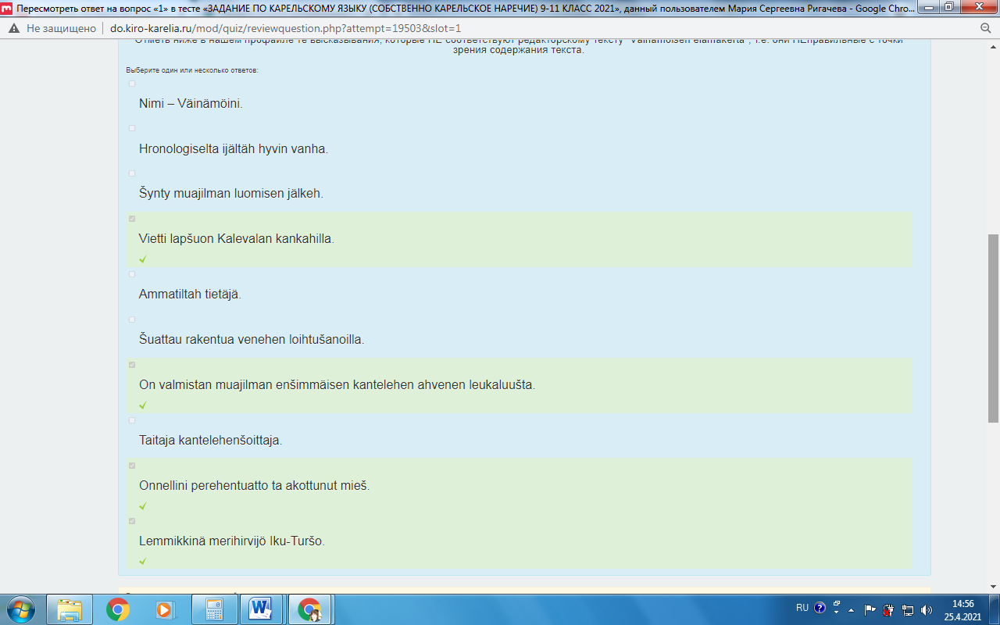 Пересмотреть ответ на вопрос «1» в тесте «ЗАДАНИЕ ПО КАРЕЛЬСКОМУ ЯЗЫКУ (СОБСТВЕННО КАРЕЛЬСКОЕ НАРЕЧИЕ) 9-11 КЛАСС 2021», данный пользователем Мария Сергеевна Ригачева - Google Chro...
Не защищено | do.kiro-karelia.ru/mod/quiz/reviewquestion.php?attempt=19503&slot=1
Отметь ниже в нашем профайле те высказывания, которые НЕ соответствуют редакторскому тексту "Väinämöisen elämäkerta", т.е. они НЕправильные с точки
зрения содержания текста.
Выберите один или несколько ответов:
Nimi – Väinämöini.
Hronologiselta ijältäh hyvin vanha.
Šynty muajilman luomisen jälkeh.
Vietti lapšuon Kalevalan kankahilla.
Ammatiltah tietäjä.
Šuattau rakentua venehen loihtušanoilla.
On valmistan muajilman enšimmäisen kantelehen ahvenen leukaluušta.
Taitaja kantelehenšoittaja.
Onnellini perehentuatto ta akottunut mieš.
Lemmikkinä merihirvijö Iku-Turšo.
RU
14:56
25.4.2021